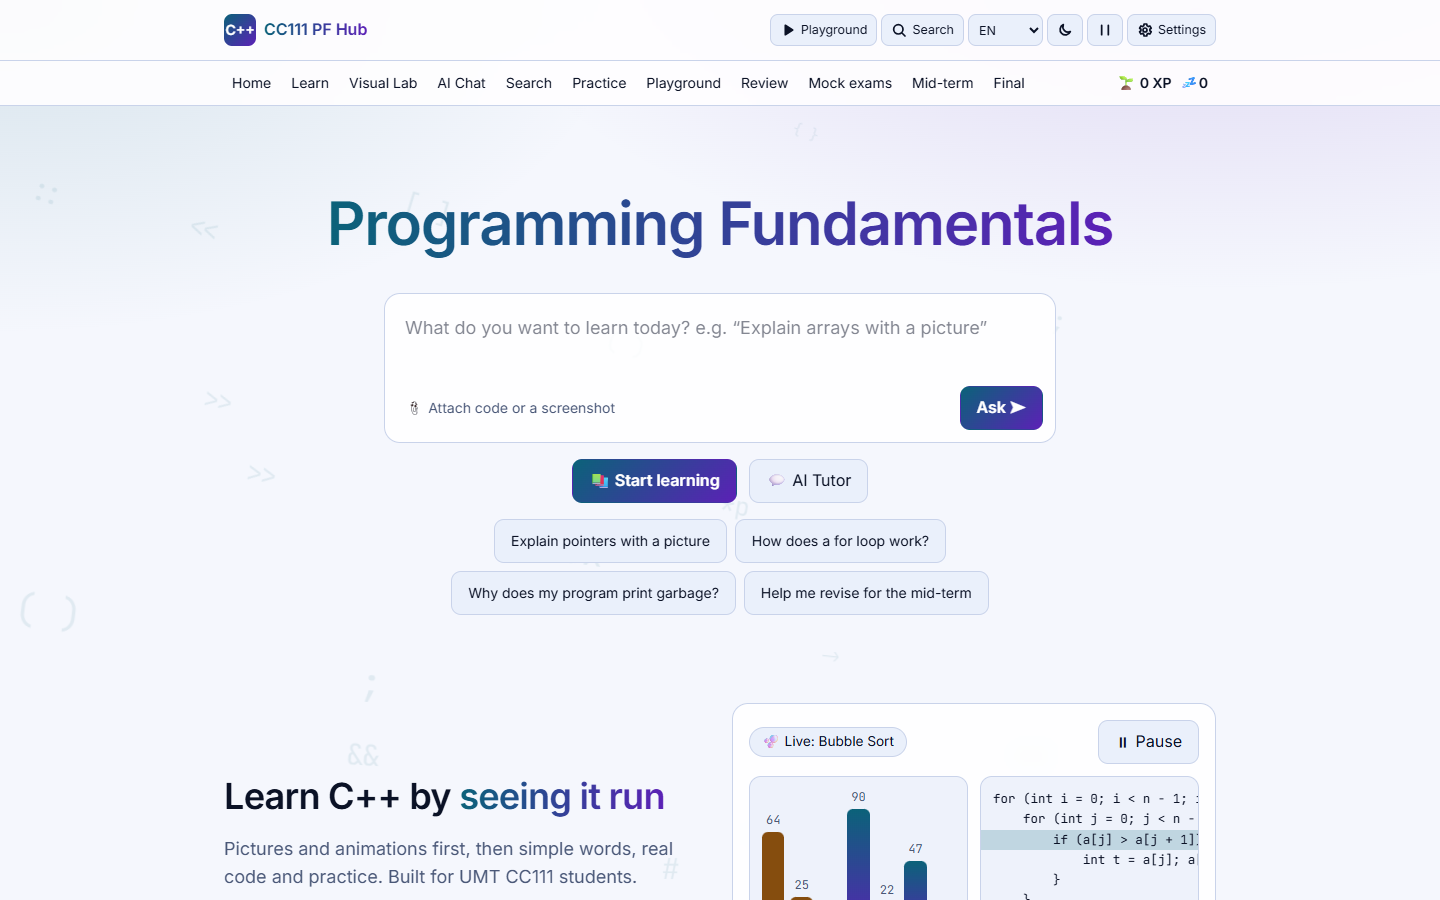 C++ CC111 PF Hub
Playground Search EN Settings
Home Learn Visual Lab AI Chat Search Practice Playground Review Mock exams Mid-term Final 0 XP 0
{ }
::
[ ]
<<
Programming Fundamentals
What do you want to learn today? e.g. “Explain arrays with a picture”
>>
Attach code or a screenshot Ask
>>
Start learning AI Tutor
*p
Explain pointers with a picture How does a for loop work?
Why does my program print garbage? Help me revise for the mid-term
( )
→
;
&&
Live: Bubble Sort Pause
Learn C++ by seeing it run
Pictures and animations first, then simple words, real
code and practice. Built for UMT CC111 students.
#
90
64
47
25
22
for (int i = 0; i < n - 1; i
for (int j = 0; j < n -
if (a[j] > a[j + 1])
int t = a[j]; a[
}
}